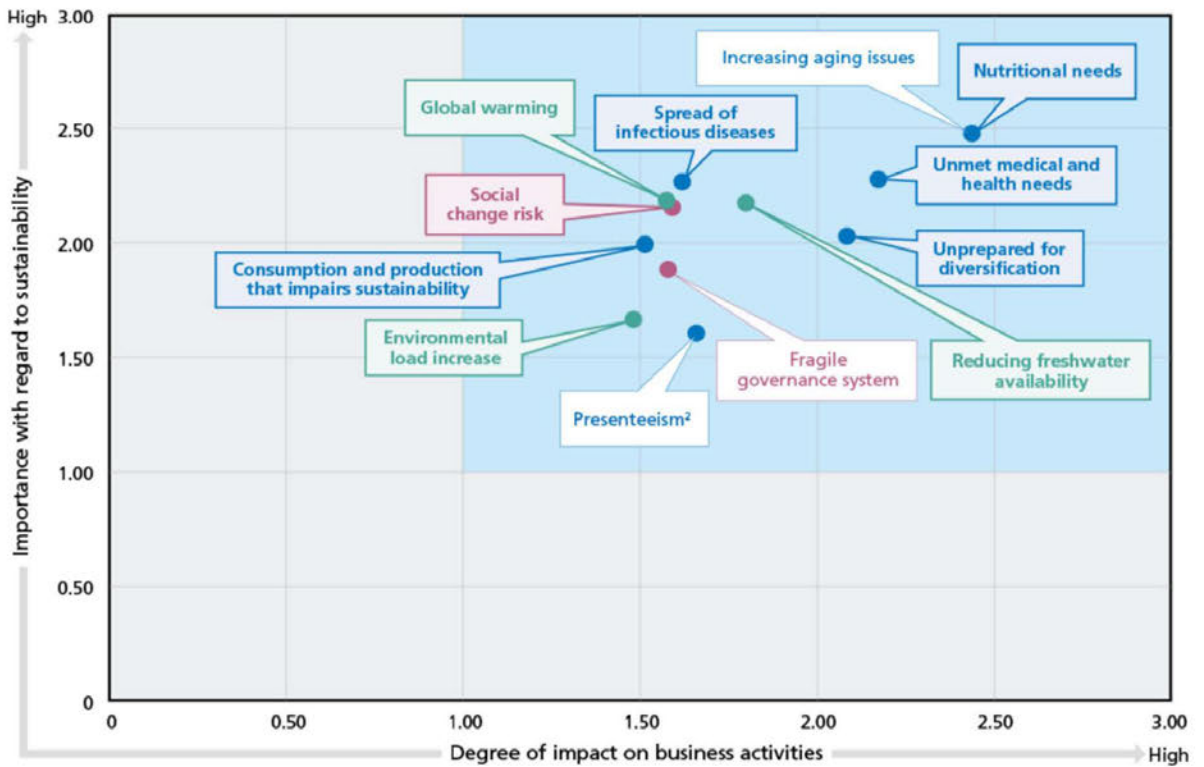 High
3.00
Increasing aging issues
Nutritional needs
Global warming
Spread of
infectious diseases
2.50
Unmet medical and
health needs
Social
change risk
2.00
Unprepared for
diversification
Consumption and production
that impairs sustainability
Environmental
load increase
1.50
Fragile
governance system
Reducing freshwater
availability
Presenteeism²
1.00
0.50
0
Importance with regard to sustainability
0
0.50
1.00
1.50
2.00
2.50
3.00
Degree of impact on business activities
High